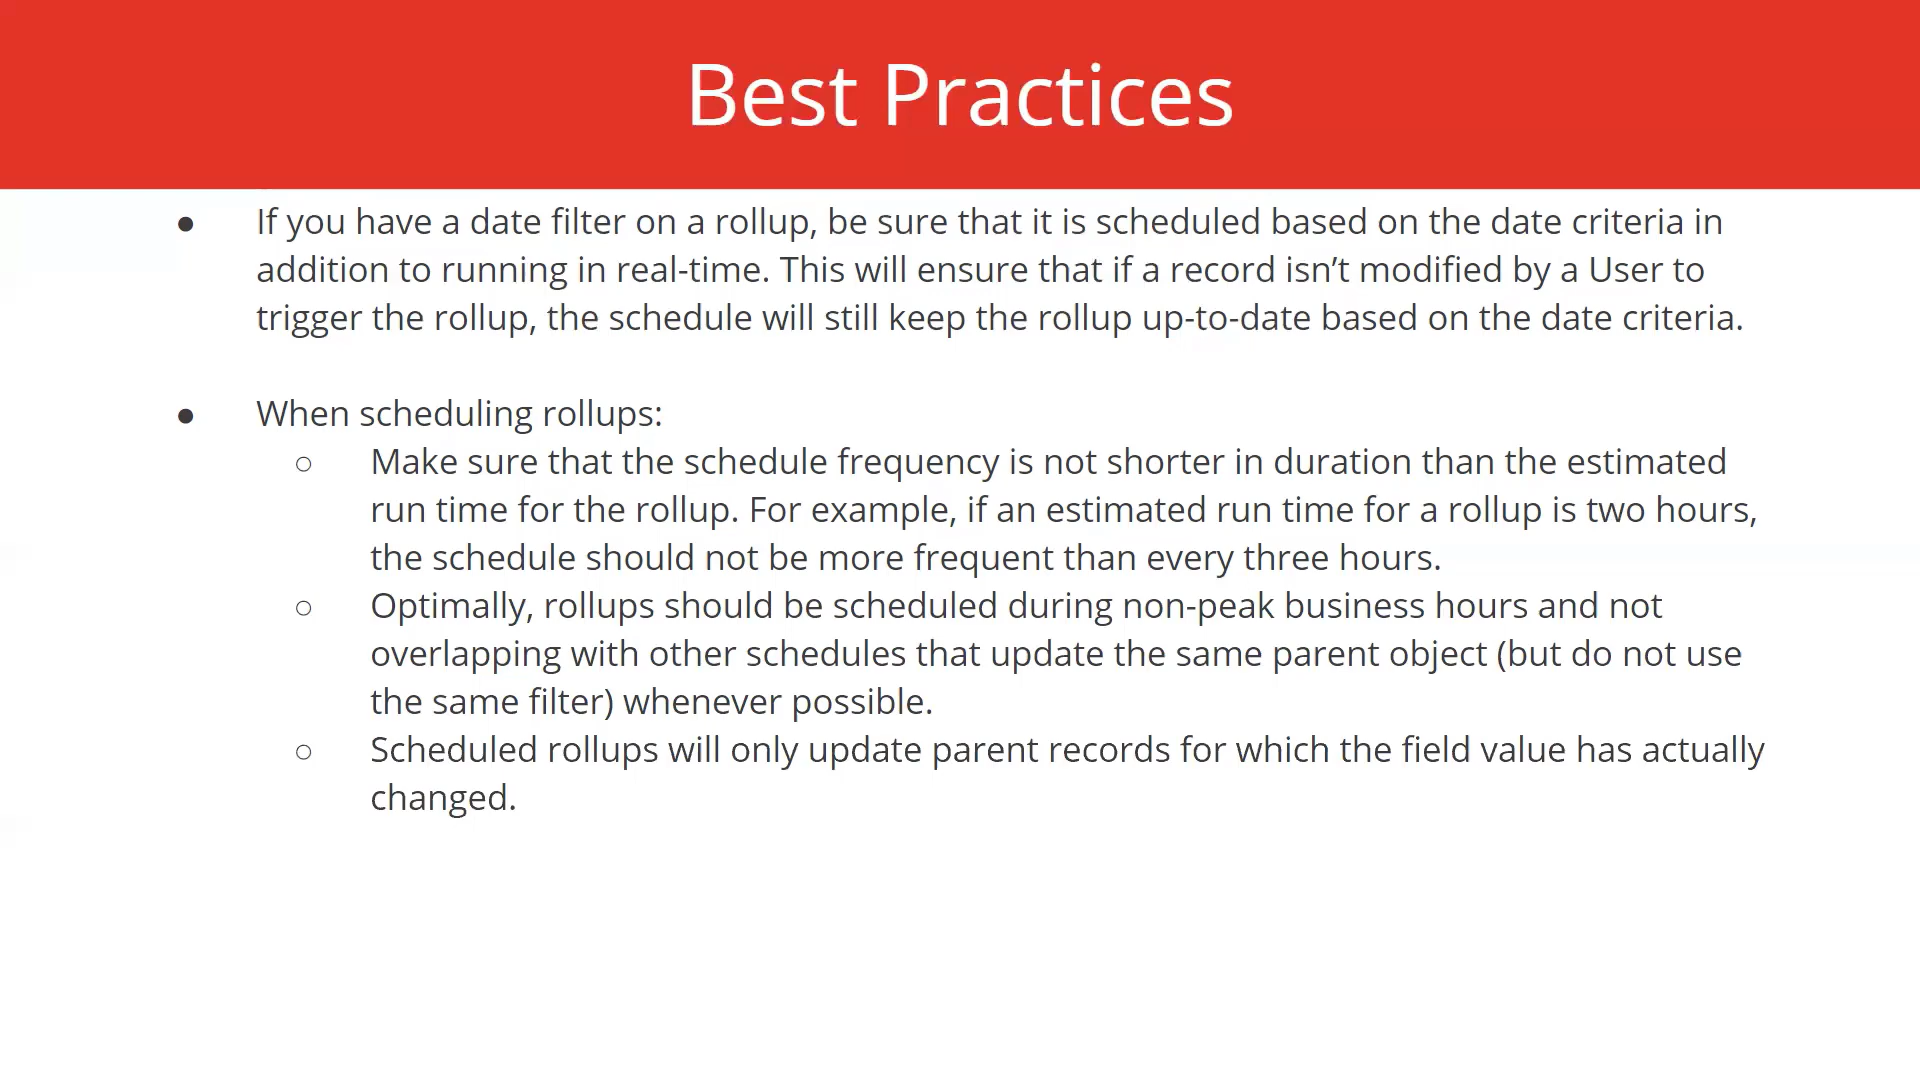 Best Practices
● If you have a date filter on a rollup, be sure that it is scheduled based on the date criteria in
addition to running in real-time. This will ensure that if a record isn’t modified by a User to
trigger the rollup, the schedule will still keep the rollup up-to-date based on the date criteria.
● When scheduling rollups:
○ Make sure that the schedule frequency is not shorter in duration than the estimated
run time for the rollup. For example, if an estimated run time for a rollup is two hours,
the schedule should not be more frequent than every three hours.
○ Optimally, rollups should be scheduled during non-peak business hours and not
overlapping with other schedules that update the same parent object (but do not use
the same filter) whenever possible.
○ Scheduled rollups will only update parent records for which the field value has actually
changed.